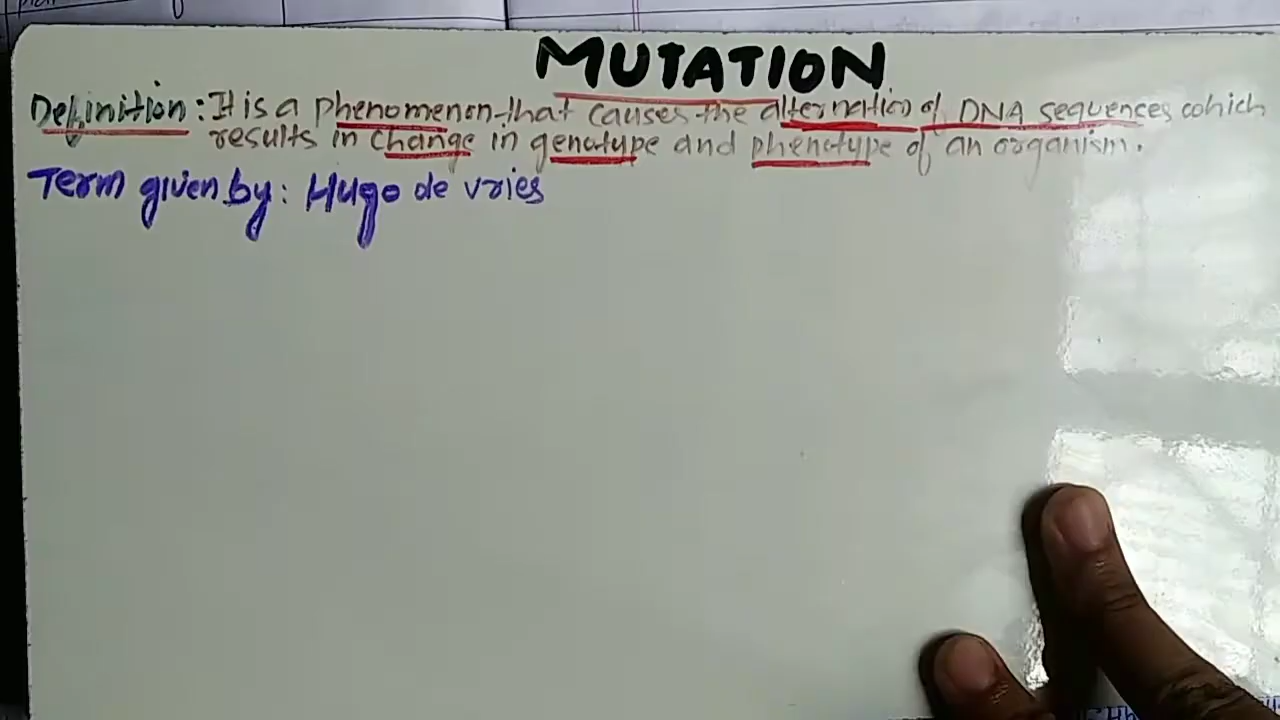 MUTATION
Definition: It is a phenomenon that causes the alternation of DNA sequences which
results in change in genotype and phenotype of an organism.
Term given by: Hugo de vries